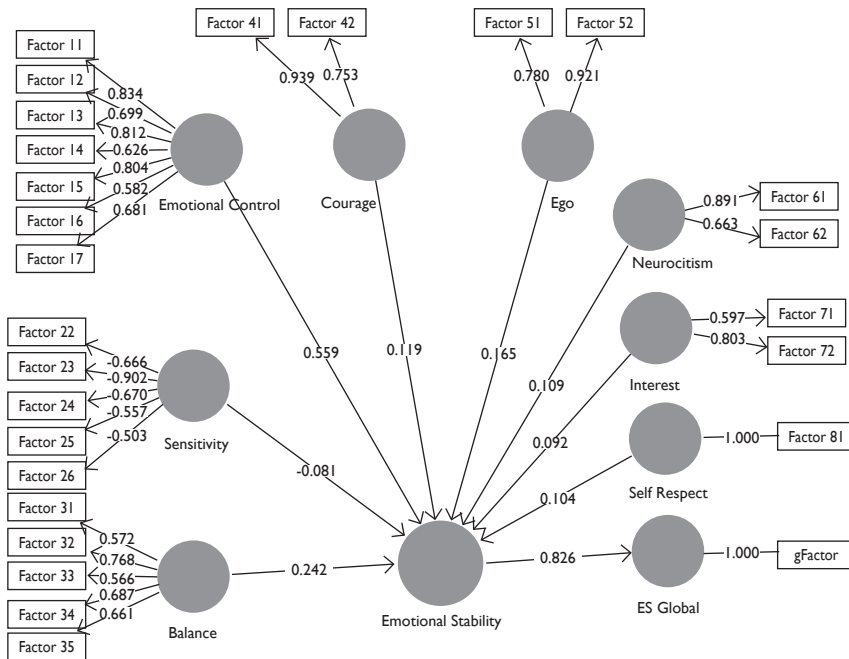 Factor 41
Factor 42
Factor 51
Factor 52
0.939
0.753
0.780
0.921
Factor 11
Factor 12
Factor 13
Factor 14
Factor 15
Factor 16
Factor 17
0.834
0.699
0.812
0.626
0.804
0.582
0.681
Emotional Control
Courage
Ego
Neurocitism
0.891
0.663
Factor 61
Factor 62
Interest
0.597
0.803
Factor 71
Factor 72
Self Respect
1.000
Factor 81
ES Global
1.000
gFactor
Factor 22
Factor 23
Factor 24
Factor 25
Factor 26
-0.666
-0.902
-0.670
-0.557
-0.503
Sensitivity
Factor 31
Factor 32
Factor 33
Factor 34
Factor 35
0.572
0.768
0.566
0.687
0.661
Balance
0.559
0.119
0.165
0.109
0.092
0.104
-0.081
0.242
0.826
Emotional Stability